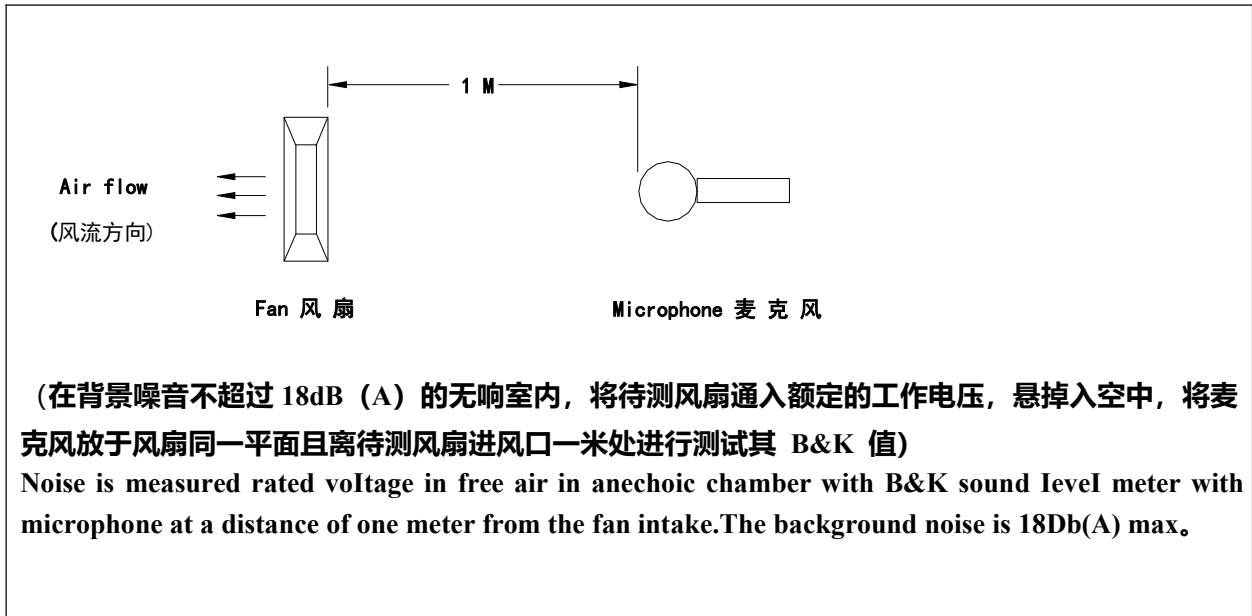 1 M
Air flow
(风流方向)
Fan 风 扇
Microphone 麦 克 风
（在背景噪音不超过 18dB（A）的无响室内，将待测风扇通入额定的工作电压，悬掉入空中，将麦
克风放于风扇同一平面且离待测风扇进风口一米处进行测试其 B&K 值)
Noise is measured rated voItage in free air in anechoic chamber with B&K sound IeveI meter with
microphone at a distance of one meter from the fan intake.The background noise is 18Db(A) max。